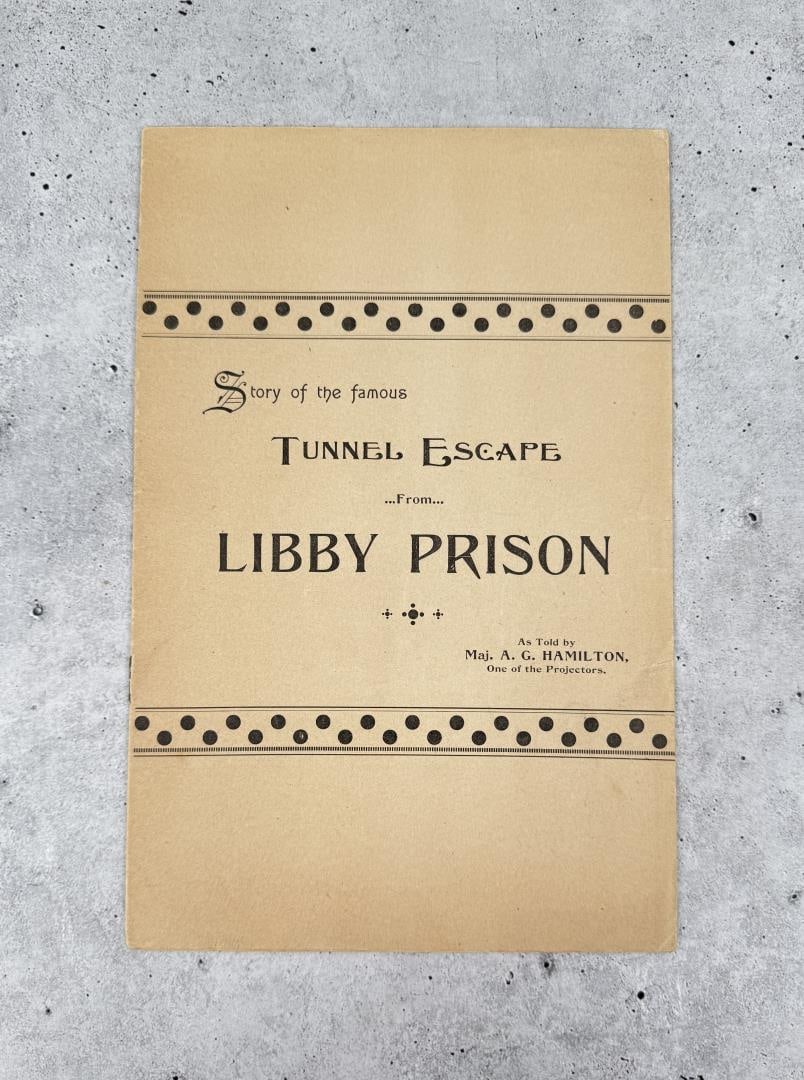 Story of the famous
TUNNEL ESCAPE
...From...
LIBBY PRISON
As Told by
Maj. A. G. HAMILTON,
One of the Projectors.